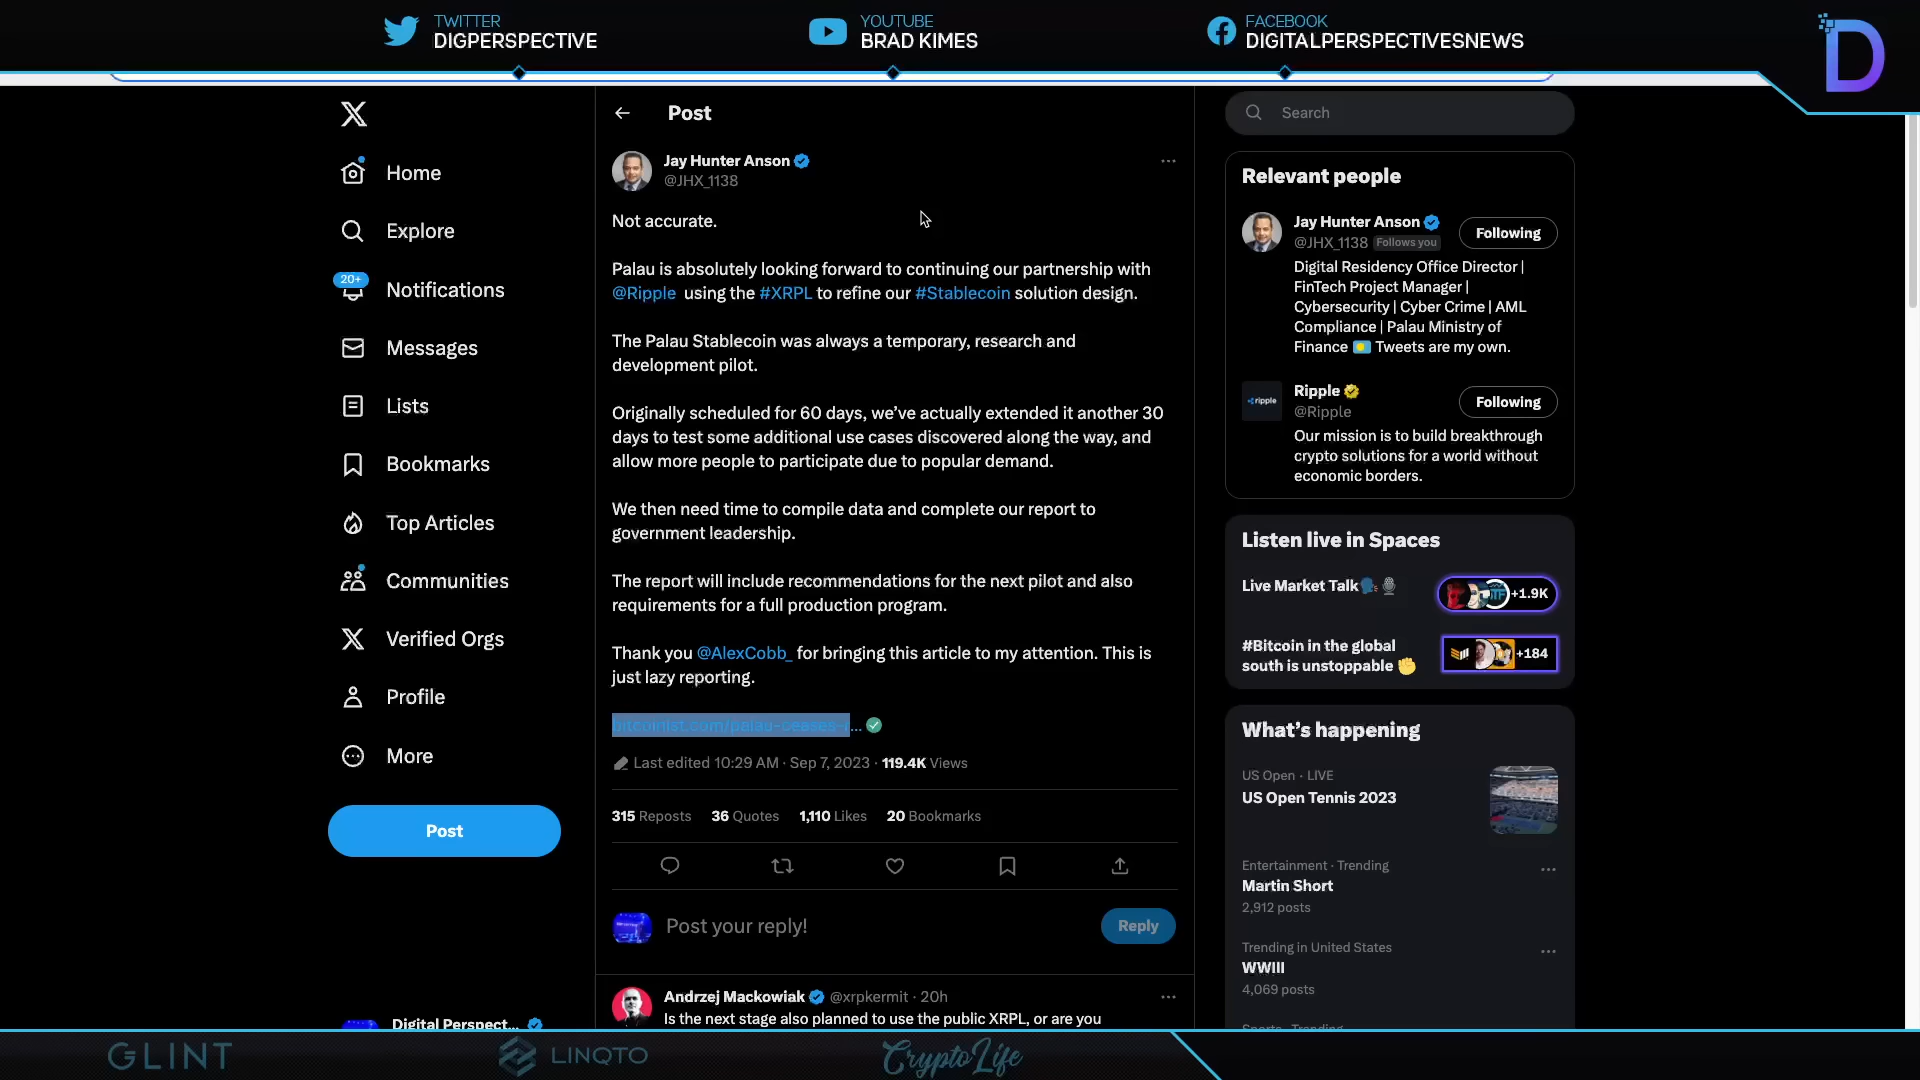 TWITTER
DIGPERSPECTIVE
YOUTUBE
BRAD KIMES
FACEBOOK
DIGITALPERSPECTIVESNEWS
D
Home
Explore
20+
Notifications
Messages
Lists
Bookmarks
Top Articles
Communities
Verified Orgs
Profile
More
Post
Digital Perspect...
Post
Jay Hunter Anson
@JHX_1138
Not accurate.
Palau is absolutely looking forward to continuing our partnership with
@Ripple using the #XRPL to refine our #Stablecoin solution design.
The Palau Stablecoin was always a temporary, research and
development pilot.
Originally scheduled for 60 days, we’ve actually extended it another 30
days to test some additional use cases discovered along the way, and
allow more people to participate due to popular demand.
We then need time to compile data and complete our report to
government leadership.
The report will include recommendations for the next pilot and also
requirements for a full production program.
Thank you @AlexCobb_ for bringing this article to my attention. This is
just lazy reporting.
bitcoinist.com/palau-ceases-r...
Last edited 10:29 AM · Sep 7, 2023 · 119.4K Views
315 Reposts 36 Quotes 1,110 Likes 20 Bookmarks
Post your reply!
Reply
Andrzej Mackowiak @xrpkermit · 20h
Is the next stage also planned to use the public XRPL, or are you
Search
Relevant people
Jay Hunter Anson
@JHX_1138 Follows you
Following
Digital Residency Office Director |
FinTech Project Manager |
Cybersecurity | Cyber Crime | AML
Compliance | Palau Ministry of
Finance 🇵🇼 Tweets are my own.
ripple
Ripple
@Ripple
Following
Our mission is to build breakthrough
crypto solutions for a world without
economic borders.
Listen live in Spaces
Live Market Talk🗣️🎙️
+1.9K
#Bitcoin in the global
south is unstoppable ✊
+184
What’s happening
US Open · LIVE
US Open Tennis 2023
Entertainment · Trending
Martin Short
2,912 posts
Trending in United States
WWIII
4,069 posts
Sports · Trending
GLINT
LINQTO
CryptoLife